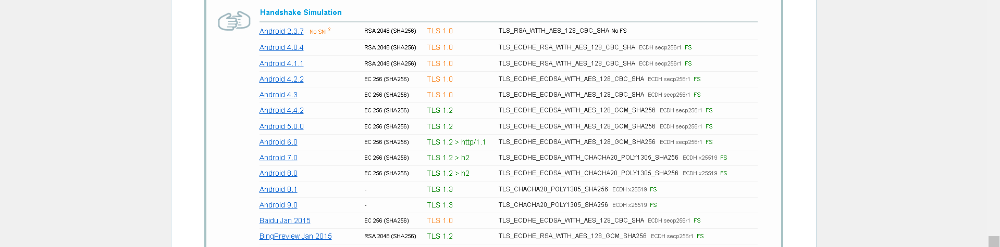 Handshake Simulation
Android 2.3.7 No SNI 2 RSA 2048 (SHA256) TLS 1.0 TLS_RSA_WITH_AES_128_CBC_SHA No FS
Android 4.0.4 RSA 2048 (SHA256) TLS 1.0 TLS_ECDHE_RSA_WITH_AES_128_CBC_SHA ECDH secp256r1 FS
Android 4.1.1 RSA 2048 (SHA256) TLS 1.0 TLS_ECDHE_RSA_WITH_AES_128_CBC_SHA ECDH secp256r1 FS
Android 4.2.2 EC 256 (SHA256) TLS 1.0 TLS_ECDHE_ECDSA_WITH_AES_128_CBC_SHA ECDH secp256r1 FS
Android 4.3 EC 256 (SHA256) TLS 1.0 TLS_ECDHE_ECDSA_WITH_AES_128_CBC_SHA ECDH secp256r1 FS
Android 4.4.2 EC 256 (SHA256) TLS 1.2 TLS_ECDHE_ECDSA_WITH_AES_128_GCM_SHA256 ECDH secp256r1 FS
Android 5.0.0 EC 256 (SHA256) TLS 1.2 TLS_ECDHE_ECDSA_WITH_AES_128_GCM_SHA256 ECDH secp256r1 FS
Android 6.0 EC 256 (SHA256) TLS 1.2 > http/1.1 TLS_ECDHE_ECDSA_WITH_AES_128_GCM_SHA256 ECDH secp256r1 FS
Android 7.0 EC 256 (SHA256) TLS 1.2 > h2 TLS_ECDHE_ECDSA_WITH_CHACHA20_POLY1305_SHA256 ECDH x25519 FS
Android 8.0 EC 256 (SHA256) TLS 1.2 > h2 TLS_ECDHE_ECDSA_WITH_CHACHA20_POLY1305_SHA256 ECDH x25519 FS
Android 8.1 - TLS 1.3 TLS_CHACHA20_POLY1305_SHA256 ECDH x25519 FS
Android 9.0 - TLS 1.3 TLS_CHACHA20_POLY1305_SHA256 ECDH x25519 FS
Baidu Jan 2015 EC 256 (SHA256) TLS 1.0 TLS_ECDHE_ECDSA_WITH_AES_128_CBC_SHA ECDH secp256r1 FS
BingPreview Jan 2015 RSA 2048 (SHA256) TLS 1.2 TLS_ECDHE_RSA_WITH_AES_128_GCM_SHA256 ECDH secp256r1 FS